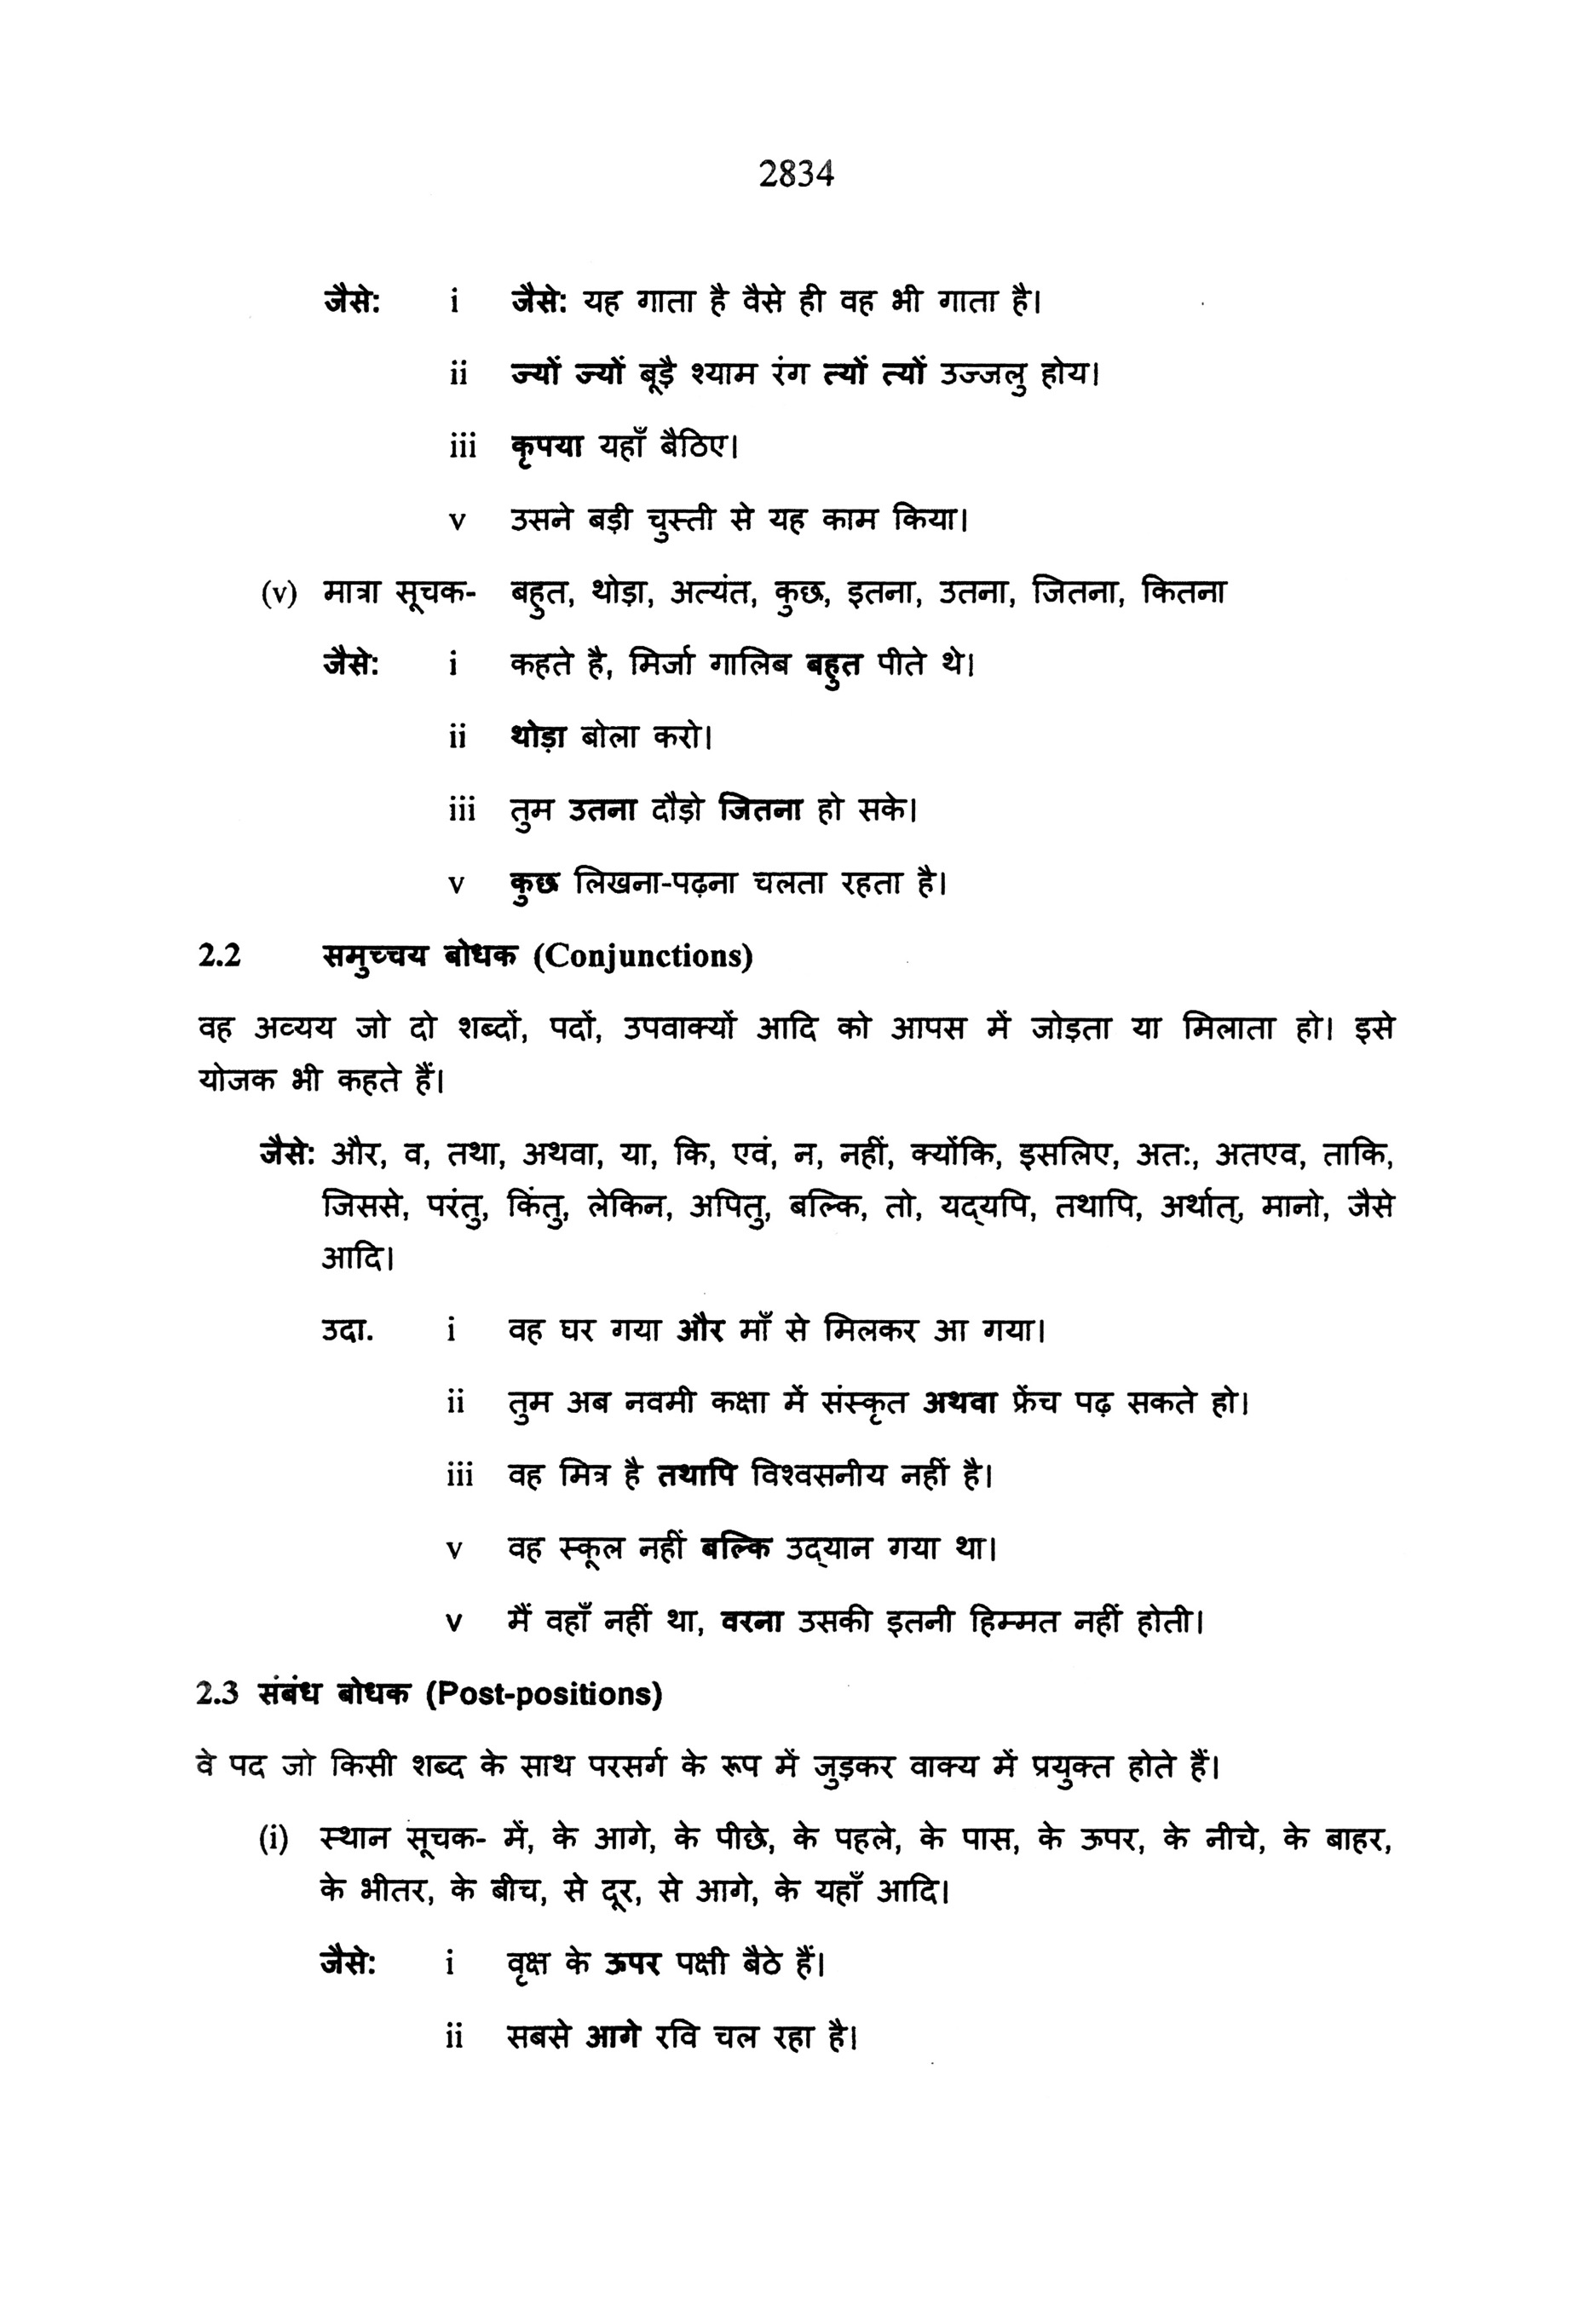 2834
जैसे: i जैसे: यह गाता है वैसे ही वह भी गाता है।
ii ज्यों ज्यों बूड़ै श्याम रंग त्यों त्यों उज्जलु होय।
iii कृपया यहाँ बैठिए।
v उसने बड़ी चुस्ती से यह काम किया।
(v) मात्रा सूचक- बहुत, थोड़ा, अत्यंत, कुछ, इतना, उतना, जितना, कितना
जैसे: i कहते है, मिर्जा गालिब बहुत पीते थे।
ii थोड़ा बोला करो।
iii तुम उतना दौड़ो जितना हो सके।
v कुछ लिखना-पढ़ना चलता रहता है।
2.2 समुच्चय बोधक (Conjunctions)
वह अव्यय जो दो शब्दों, पदों, उपवाक्यों आदि को आपस में जोड़ता या मिलाता हो। इसे
योजक भी कहते हैं।
जैसे: और, व, तथा, अथवा, या, कि, एवं, न, नहीं, क्योंकि, इसलिए, अत:, अतएव, ताकि,
जिससे, परंतु, किंतु, लेकिन, अपितु, बल्कि, तो, यद्‌यपि, तथापि, अर्थात्, मानो, जैसे
आदि।
उदा. i वह घर गया और माँ से मिलकर आ गया।
ii तुम अब नवमी कक्षा में संस्कृत अथवा फ्रेंच पढ़ सकते हो।
iii वह मित्र है तथापि विश्वसनीय नहीं है।
v वह स्कूल नहीं बल्कि उद्‌यान गया था।
v मैं वहाँ नहीं था, वरना उसकी इतनी हिम्मत नहीं होती।
2.3 संबंध बोधक (Post-positions)
वे पद जो किसी शब्द के साथ परसर्ग के रूप में जुड़कर वाक्य में प्रयुक्त होते हैं।
(i) स्थान सूचक- में, के आगे, के पीछे, के पहले, के पास, के ऊपर, के नीचे, के बाहर,
के भीतर, के बीच, से दूर, से आगे, के यहाँ आदि।
जैसे: i वृक्ष के ऊपर पक्षी बैठे हैं।
ii सबसे आगे रवि चल रहा है।